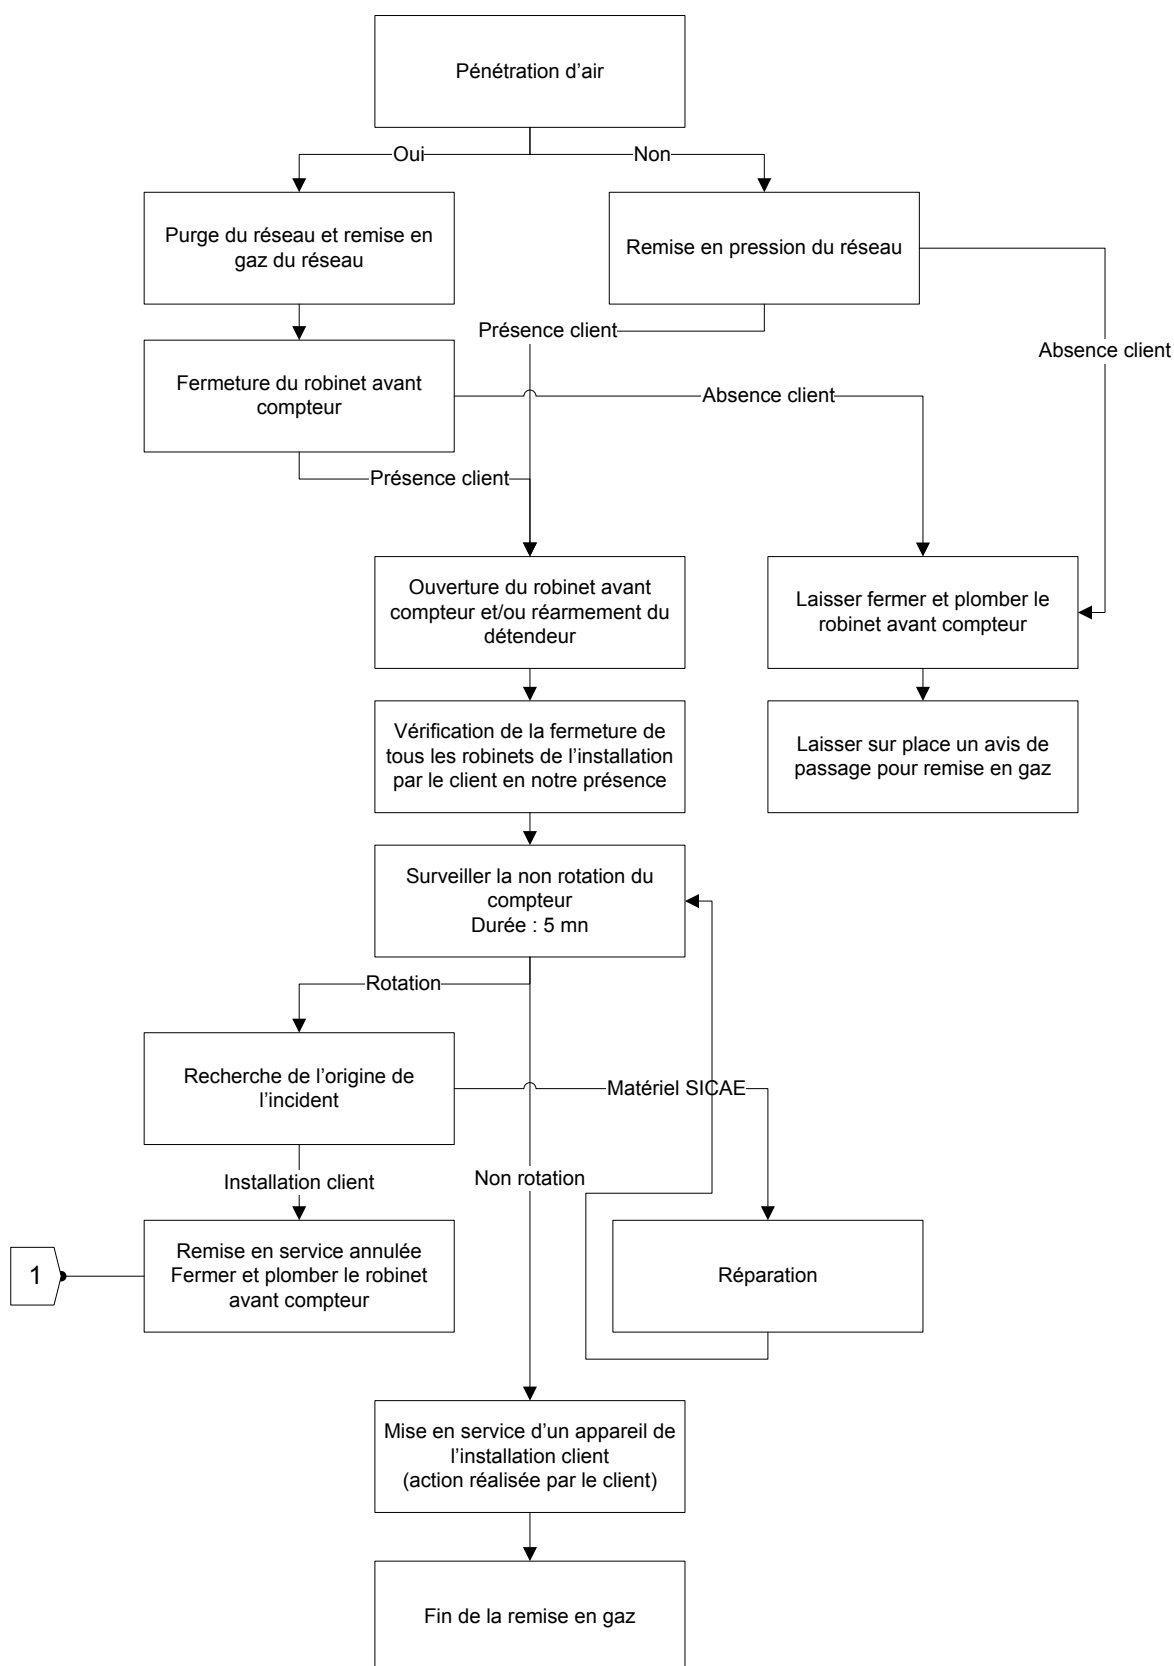 Pénétration d’air
Oui
Non
Purge du réseau et remise en
gaz du réseau
Remise en pression du réseau
Présence client
Absence client
Fermeture du robinet avant
compteur
Absence client
Présence client
Ouverture du robinet avant
compteur et/ou réarmement du
détendeur
Laisser fermer et plomber le
robinet avant compteur
Vérification de la fermeture de
tous les robinets de l’installation
par le client en notre présence
Laisser sur place un avis de
passage pour remise en gaz
Surveiller la non rotation du
compteur
Durée : 5 mn
Rotation
Recherche de l’origine de
l’incident
Matériel SICAE
Installation client
Non rotation
1
Remise en service annulée
Fermer et plomber le robinet
avant compteur
Réparation
Mise en service d’un appareil de
l’installation client
(action réalisée par le client)
Fin de la remise en gaz